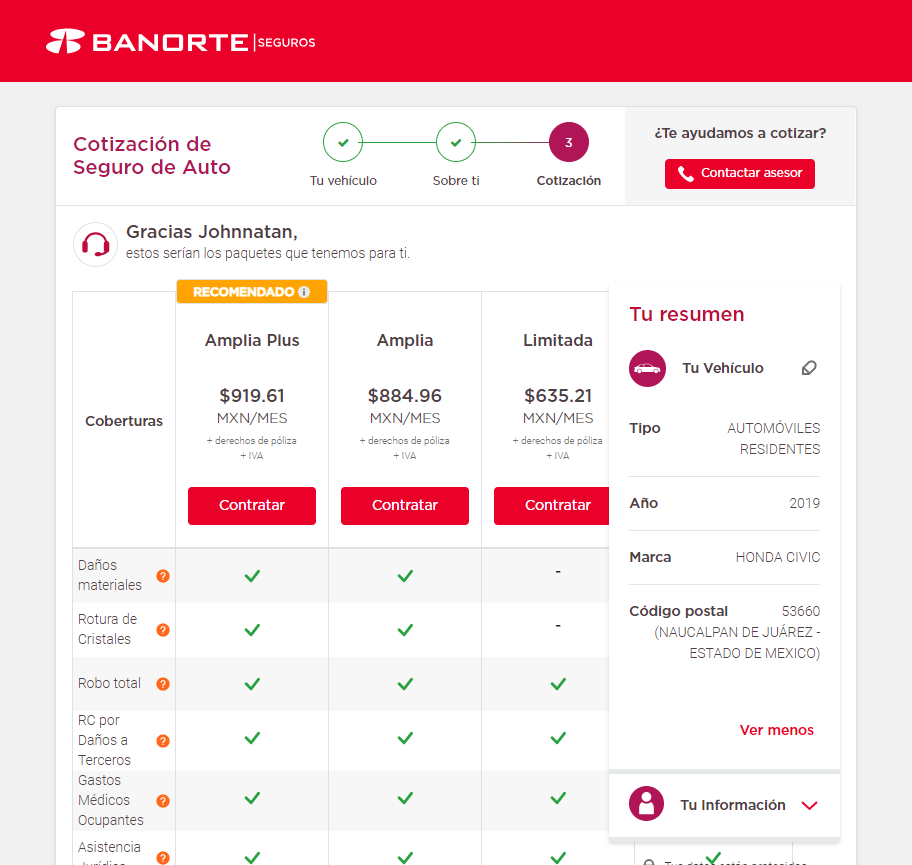 BANORTE | SEGUROS
Cotización de
Seguro de Auto
Tu vehículo
Sobre ti
3
Cotización
¿Te ayudamos a cotizar?
Contactar asesor
Gracias Johnnatan,
estos serían los paquetes que tenemos para ti.
RECOMENDADO
Coberturas
Amplia Plus
$919.61
MXN/MES
+ derechos de póliza
+ IVA
Contratar
Amplia
$884.96
MXN/MES
+ derechos de póliza
+ IVA
Contratar
Limitada
$635.21
MXN/MES
+ derechos de póliza
+ IVA
Contratar
Daños
materiales
?
-
Rotura de
Cristales
?
-
Robo total
?
RC por
Daños a
Terceros
?
Gastos
Médicos
Ocupantes
?
Asistencia
?
Tu resumen
Tu Vehículo
Tipo AUTOMÓVILES
RESIDENTES
Año 2019
Marca HONDA CIVIC
Código postal 53660
(NAUCALPAN DE JUÁREZ -
ESTADO DE MEXICO)
Ver menos
Tu Información